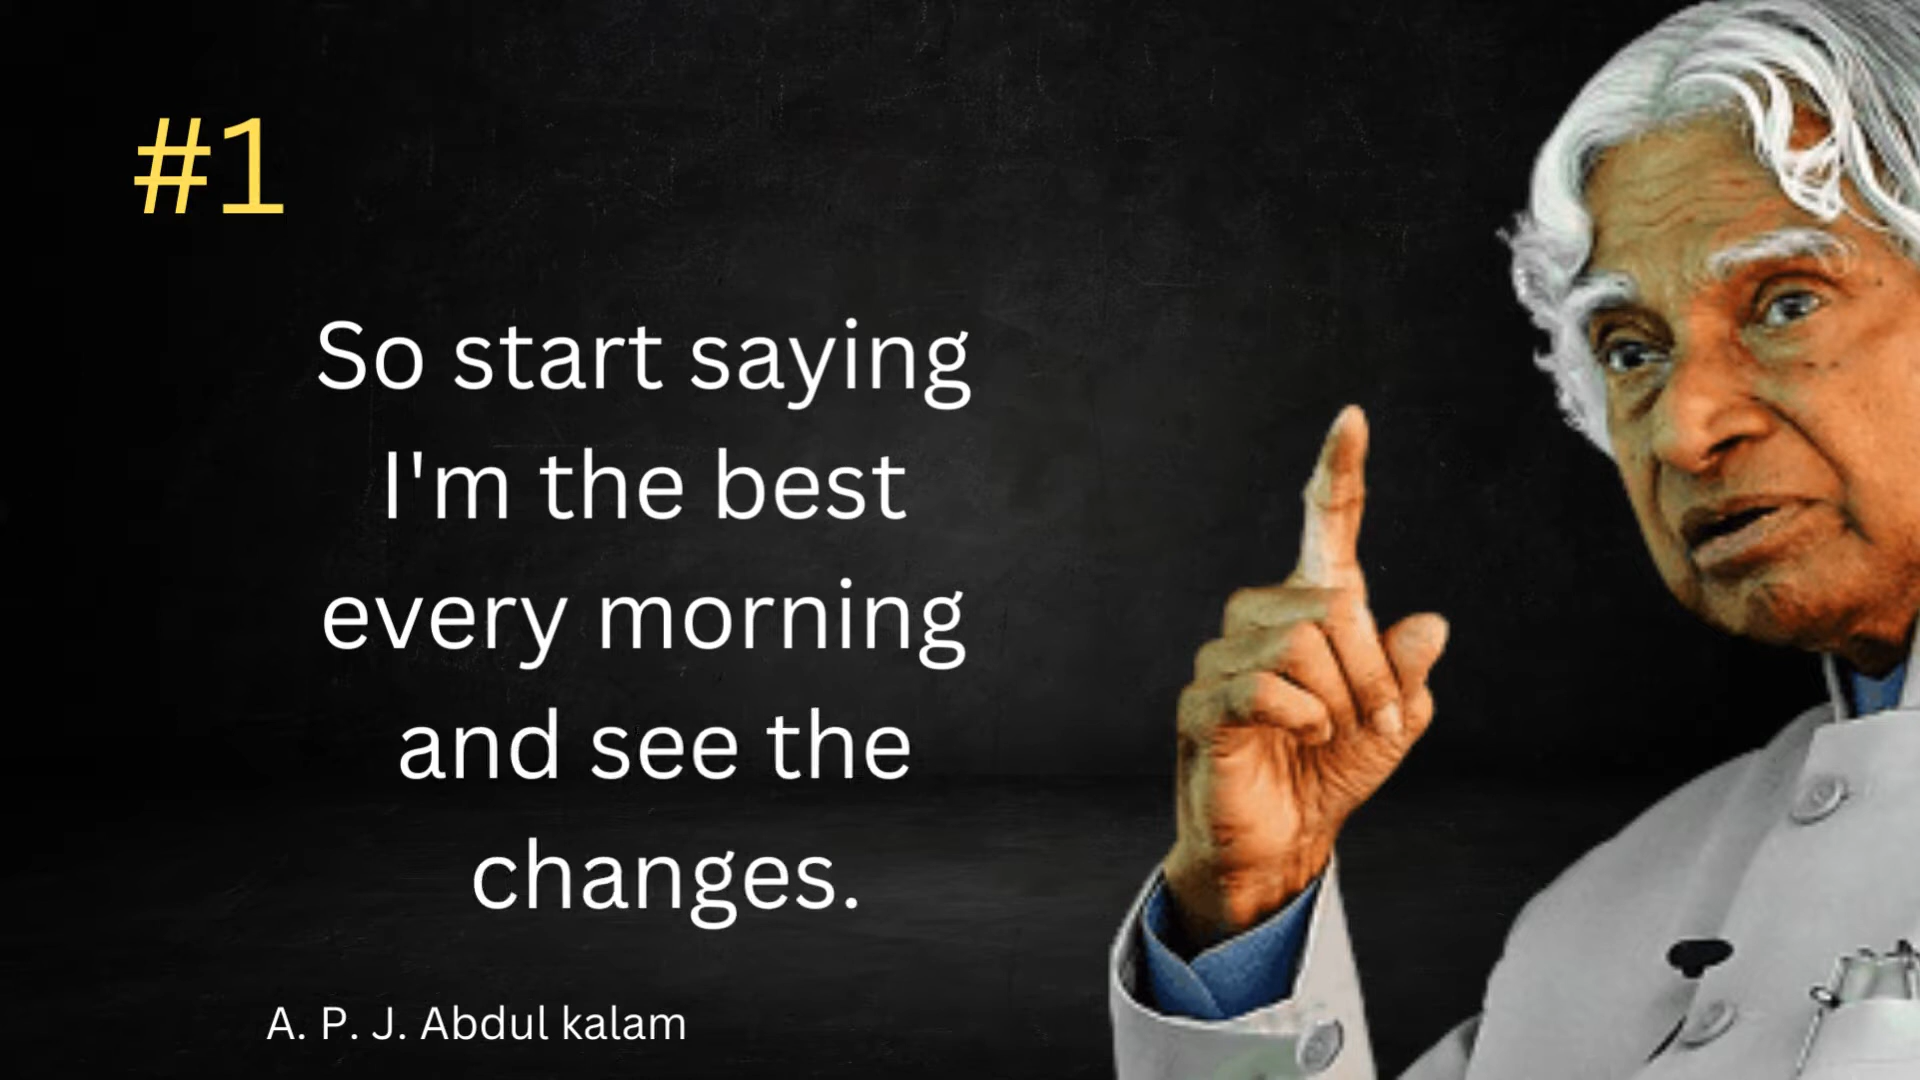 #1
So start saying
I'm the best
every morning
and see the
changes.
A. P. J. Abdul kalam